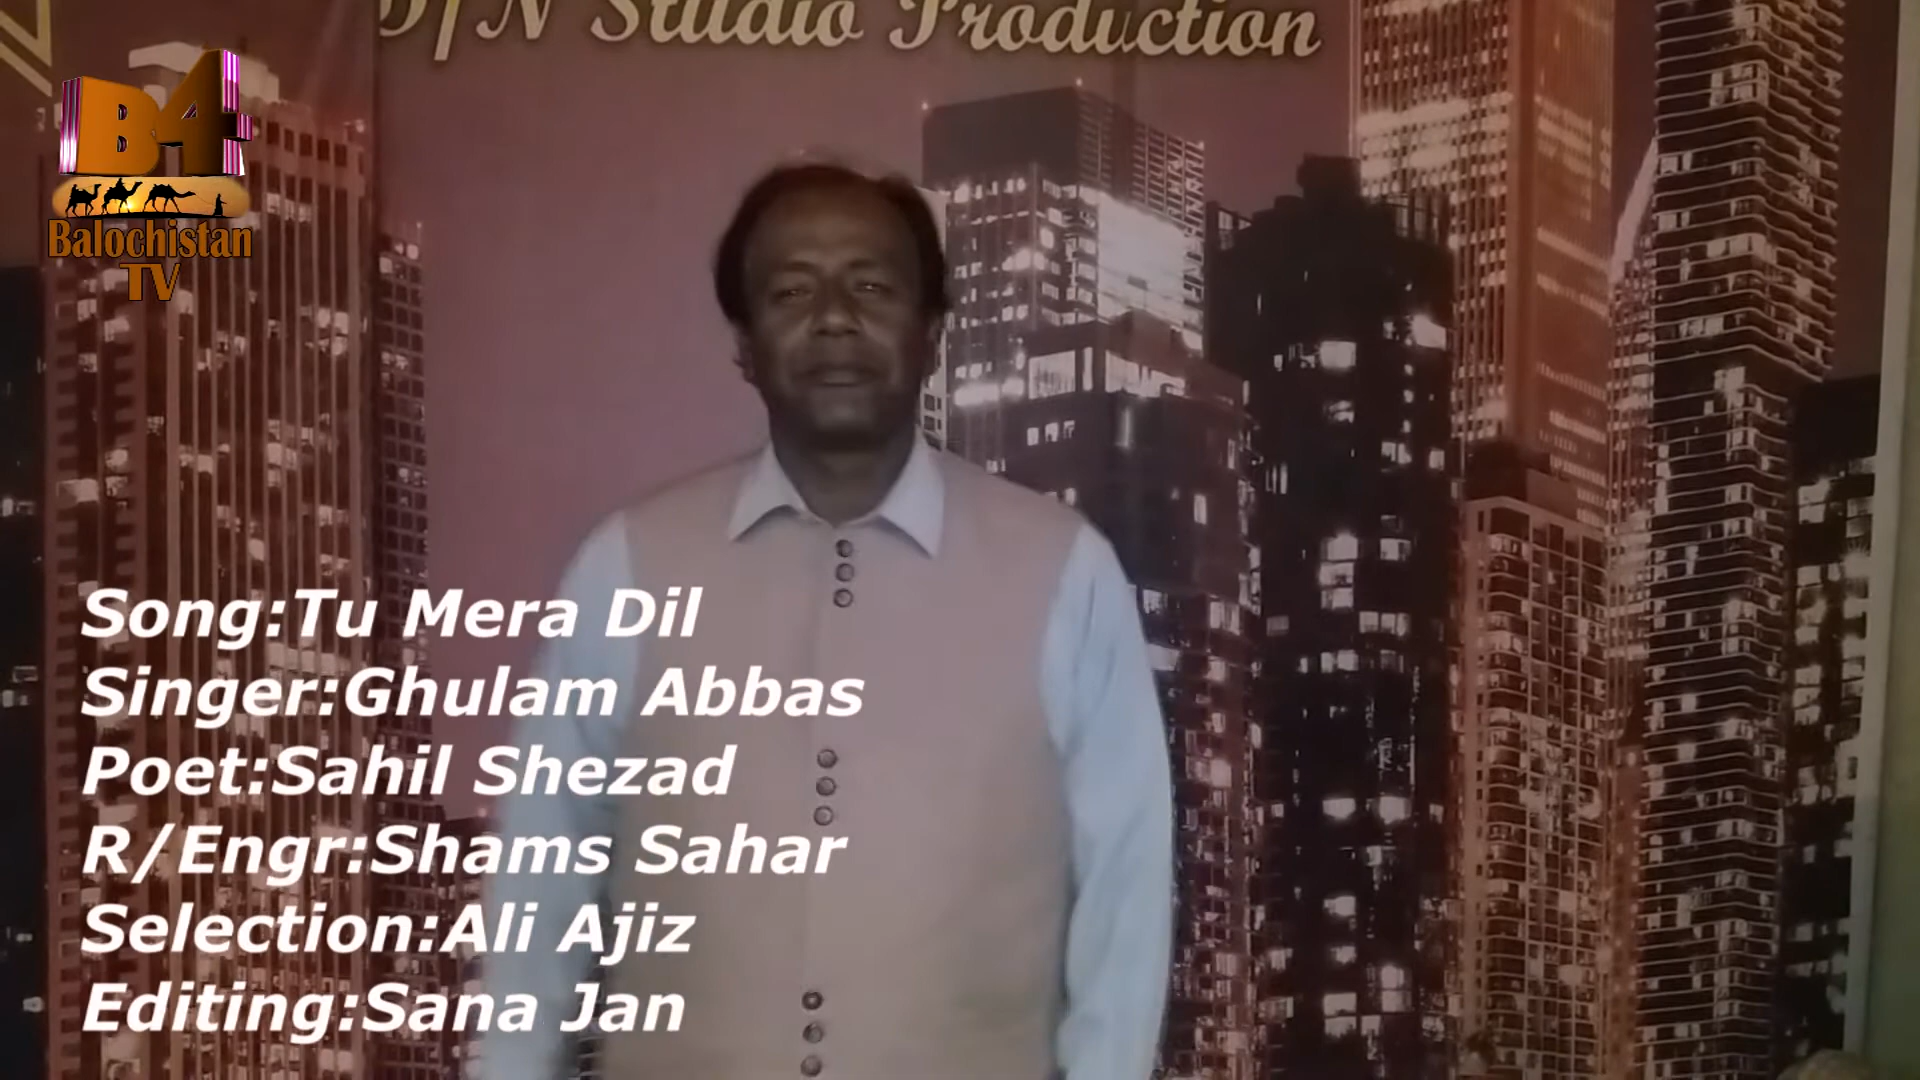 D/N Studio Production
B4
Balochistan
TV
Song:Tu Mera Dil
Singer:Ghulam Abbas
Poet:Sahil Shezad
R/Engr:Shams Sahar
Selection:Ali Ajiz
Editing:Sana Jan